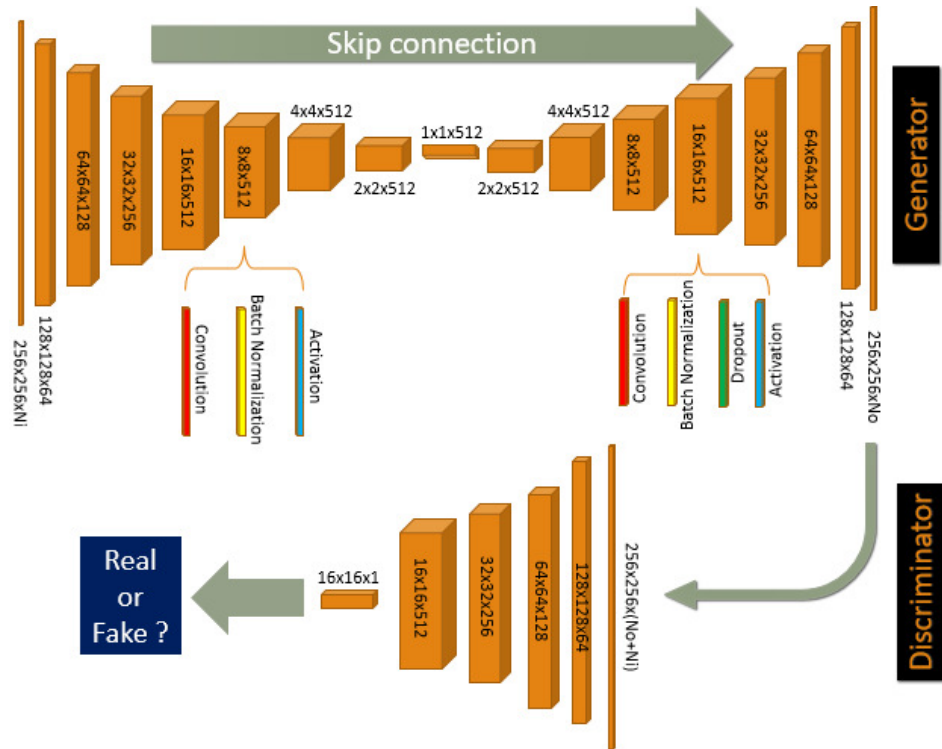 Skip connection
256x256xNi
128x128x64
64x64x128
32x32x256
16x16x512
8x8x512
4x4x512
2x2x512
1x1x512
2x2x512
4x4x512
8x8x512
16x16x512
32x32x256
64x64x128
128x128x64
256x256xNo
Generator
Convolution
Batch Normalization
Activation
Convolution
Batch Normalization
Dropout
Activation
Real
or
Fake ?
16x16x1
16x16x512
32x32x256
64x64x128
128x128x64
256x256x(No+Ni)
Discriminator